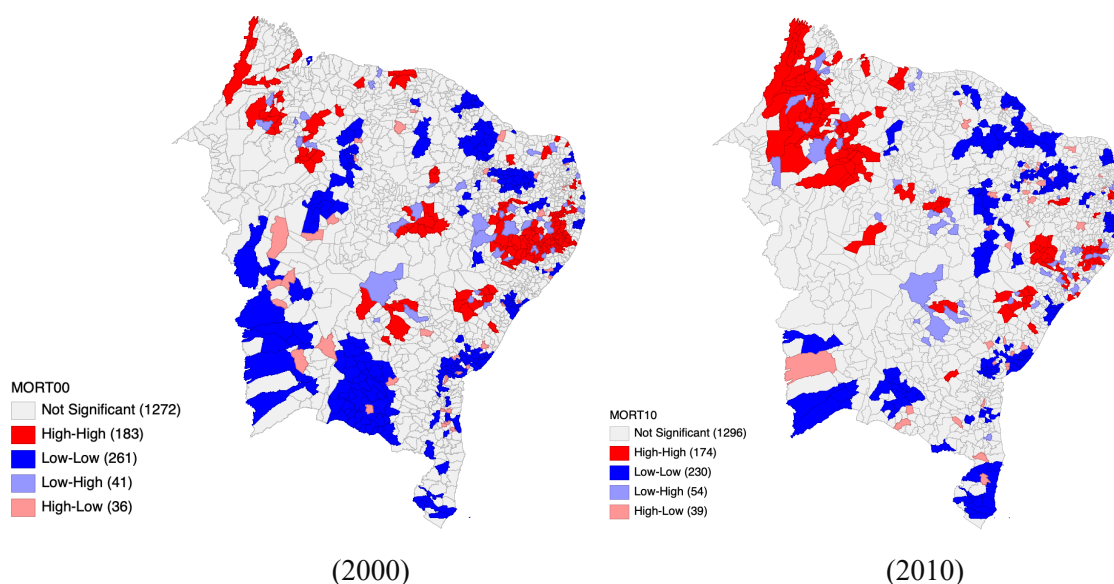 MORT00
Not Significant (1272)
High-High (183)
Low-Low (261)
Low-High (41)
High-Low (36)
MORT10
Not Significant (1296)
High-High (174)
Low-Low (230)
Low-High (54)
High-Low (39)
(2000)
(2010)